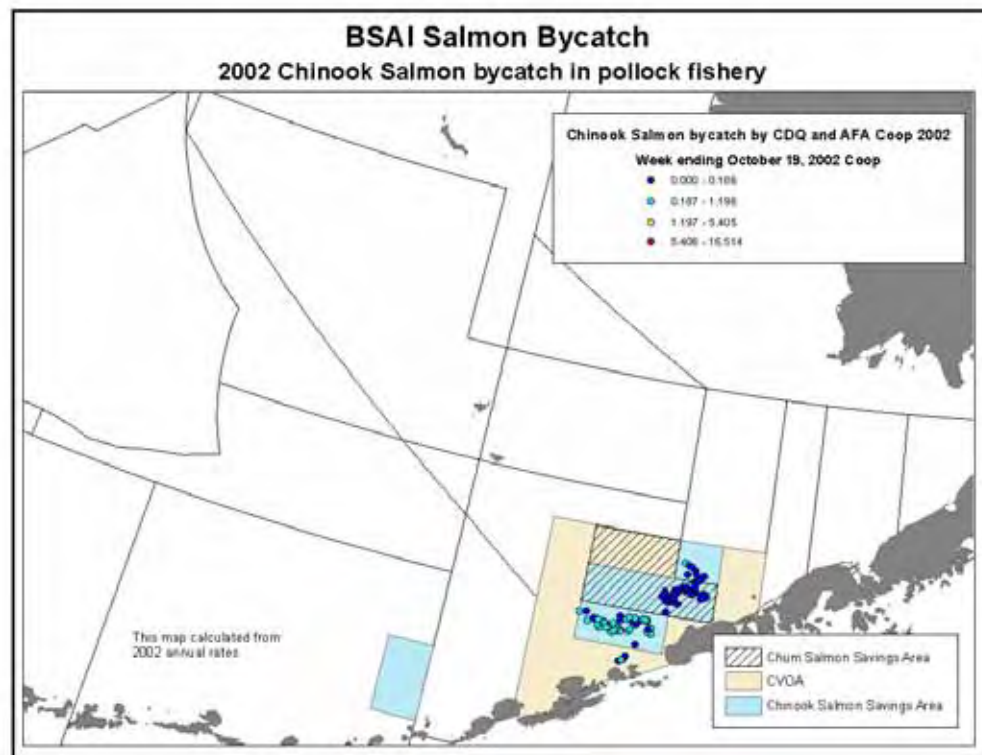 BSAI Salmon Bycatch
2002 Chinook Salmon bycatch in pollock fishery
Chinook Salmon bycatch by CDQ and AFA Coop 2002
Week ending October 19, 2002 Coop
0.000 - 0.186
0.187 - 1.196
1.197 - 5.405
5.406 - 16.514
This map calculated from
2002 annual rates
Chum Salmon Savings Area
CVOA
Chinook Salmon Savings Area